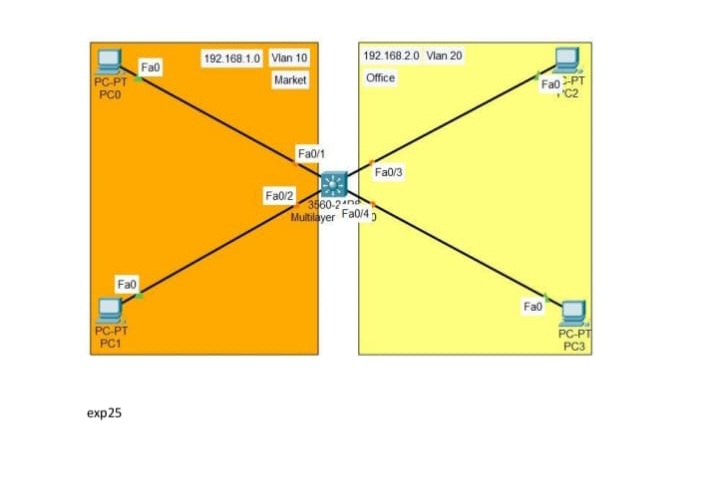 192.168.1.0 Vlan 10
Market
Fa0
PC-PT
PC0
192.168.2.0 Vlan 20
Office
Fa0
PC2
Fa0/1
Fa0/3
Fa0/2
Multilayer
Fa0/4
Fa0
PC-PT
PC1
Fa0
PC-PT
PC3
exp25